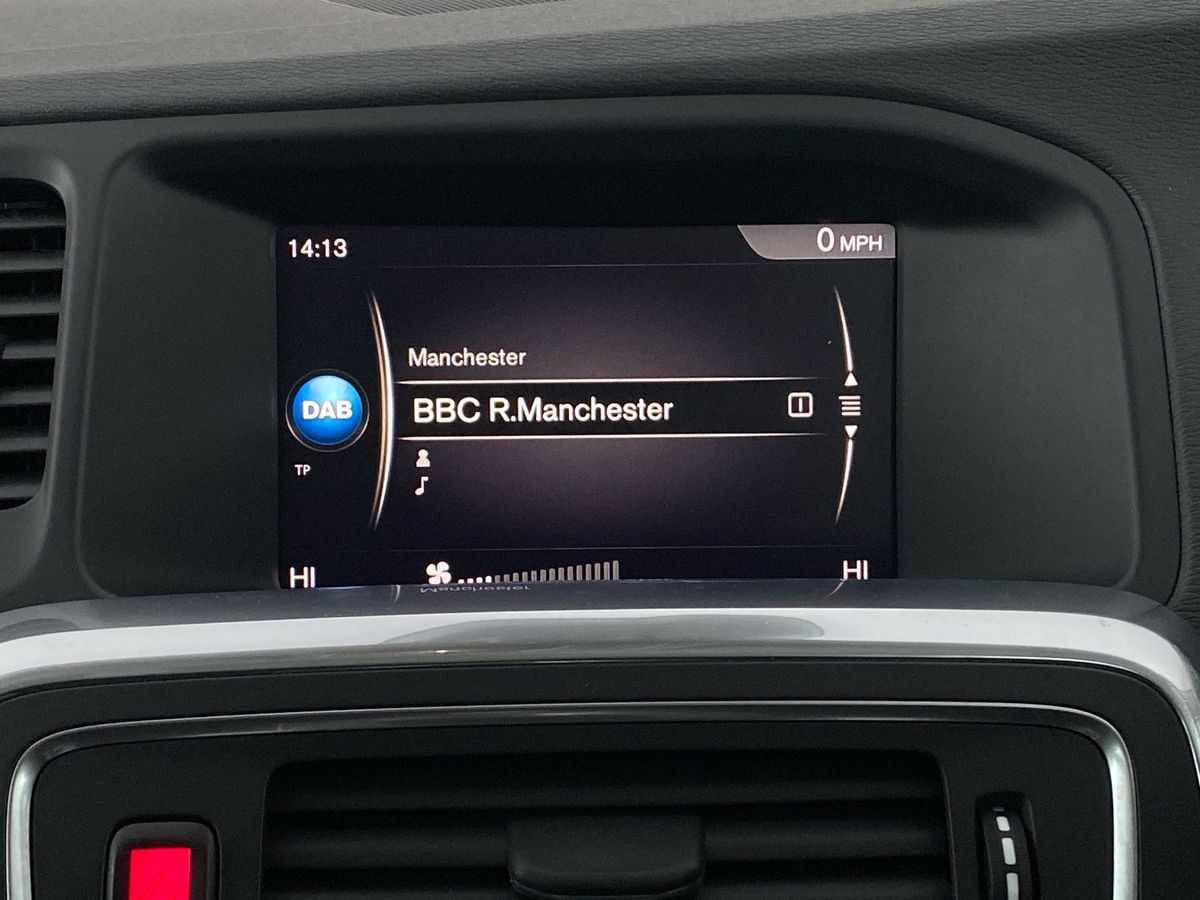 14:13
0 MPH
Manchester
DAB
BBC R.Manchester
TP
HI
HI